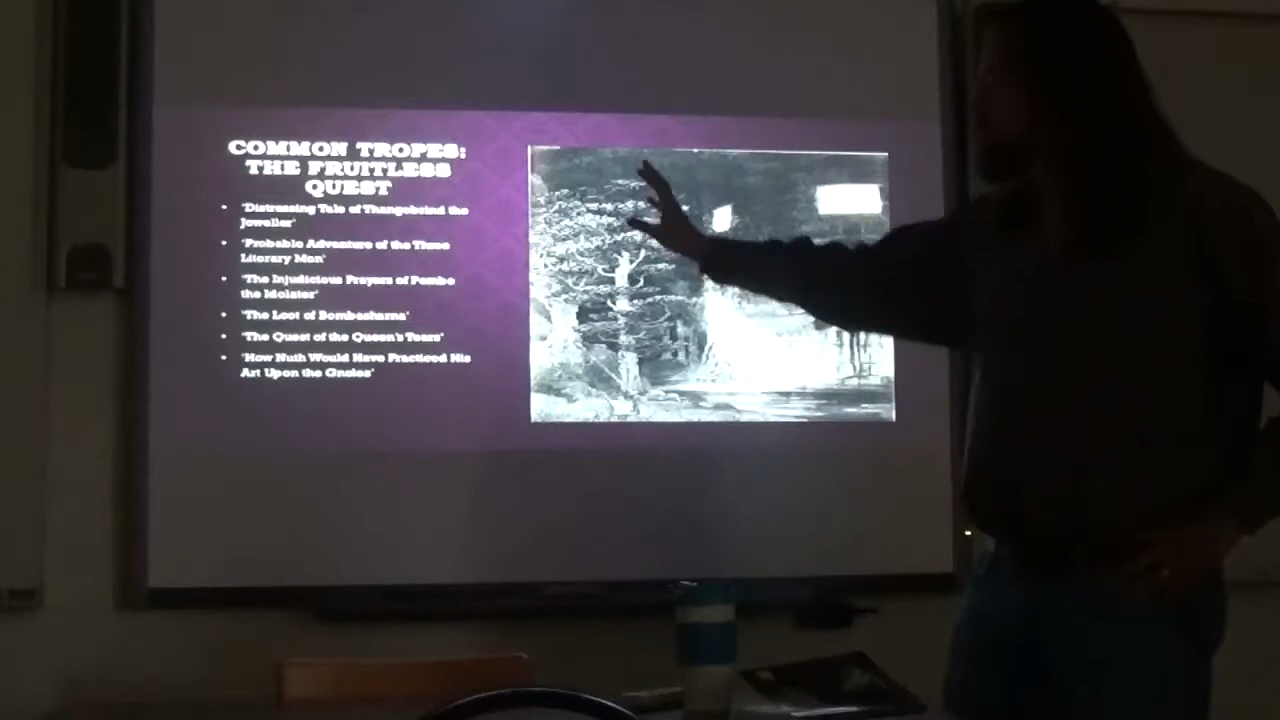 COMMON TROPES:
THE FRUITLESS
QUEST
• 'Distressing Tale of Thangobrind the
Jeweller'
• 'Probable Adventure of the Three
Literary Men'
• 'The Injudicious Prayers of Pombo
the Idolater'
• 'The Loot of Bombasharna'
• 'The Quest of the Queen's Tears'
• 'How Nuth Would Have Practiced His
Art Upon the Gnoles'